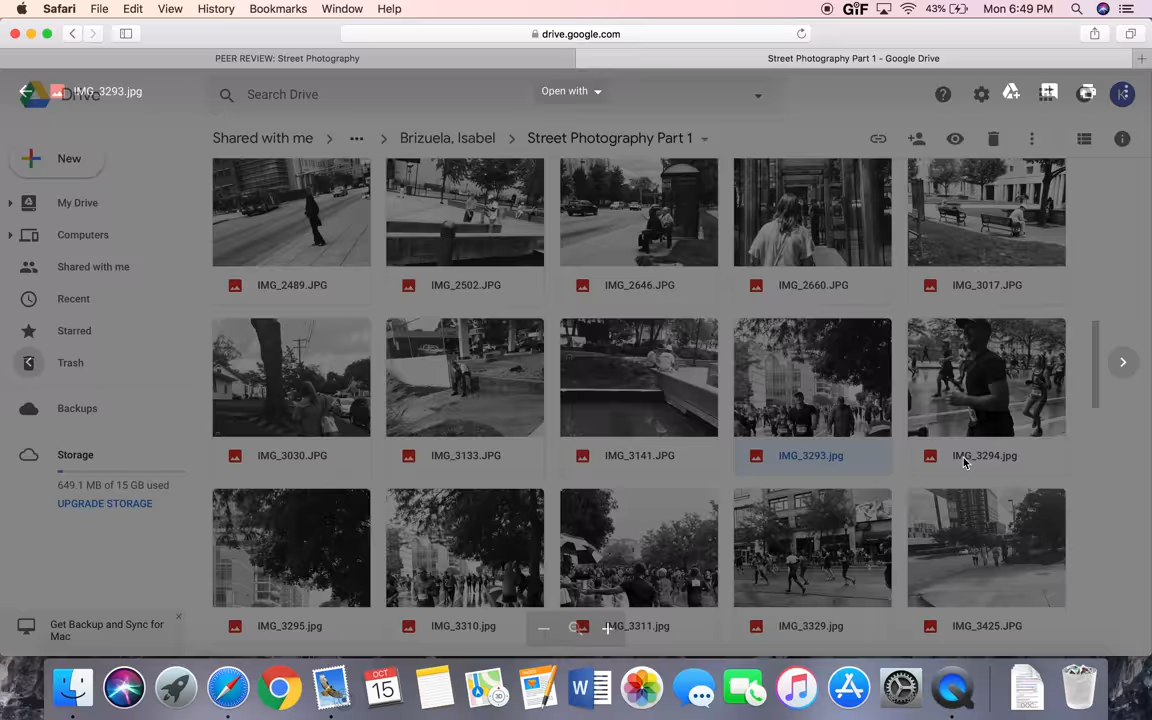 Safari File Edit View History Bookmarks Window Help GIF 43% Mon 6:49 PM
drive.google.com
PEER REVIEW: Street Photography Street Photography Part 1 - Google Drive
IMG_3293.jpg Open with
Drive Search Drive
Shared with me Brizuela, Isabel Street Photography Part 1
New
My Drive
Computers
Shared with me
Recent
Starred
Trash
Backups
Storage
649.1 MB of 15 GB used
UPGRADE STORAGE
Get Backup and Sync for
Mac
IMG_2489.JPG IMG_2502.JPG IMG_2646.JPG IMG_2660.JPG IMG_3017.JPG
IMG_3030.JPG IMG_3133.JPG IMG_3141.JPG IMG_3293.jpg IMG_3294.jpg
IMG_3295.jpg IMG_3310.jpg IMG_3311.jpg IMG_3329.jpg IMG_3425.JPG
OCT
15
W
DOC